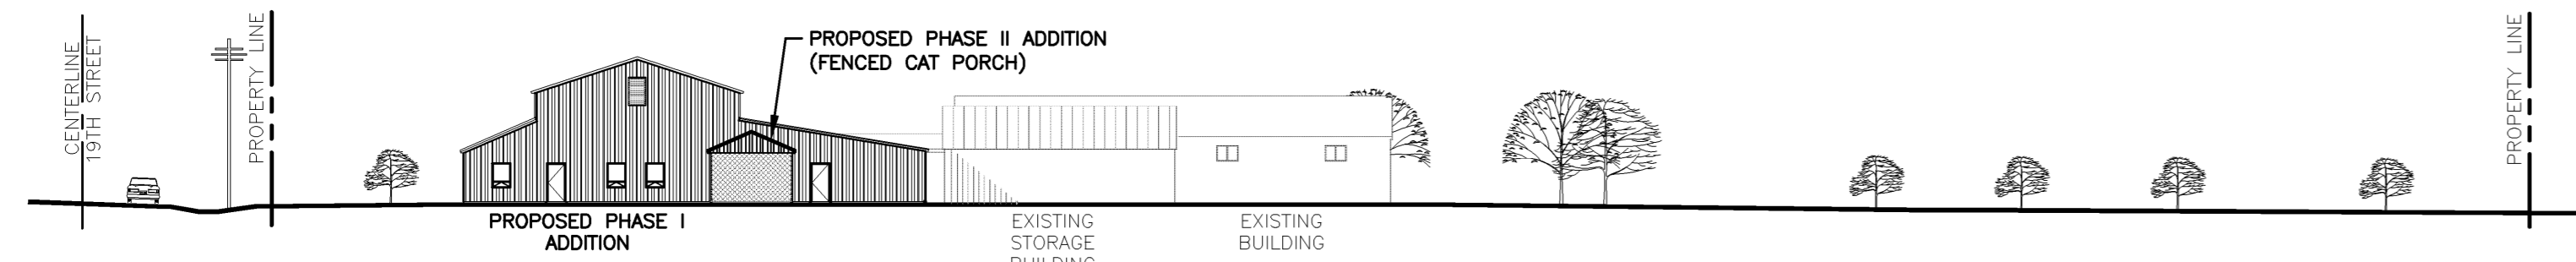 CENTERLINE
19TH STREET
PROPERTY LINE
PROPOSED PHASE II ADDITION
(FENCED CAT PORCH)
PROPERTY LINE
PROPOSED PHASE I
ADDITION
EXISTING
STORAGE
BUILDING
EXISTING
BUILDING